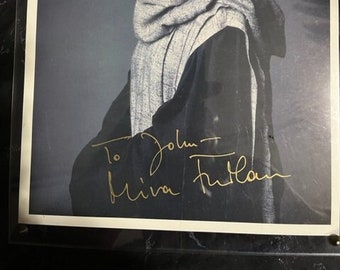 To John –
Mira Furlan